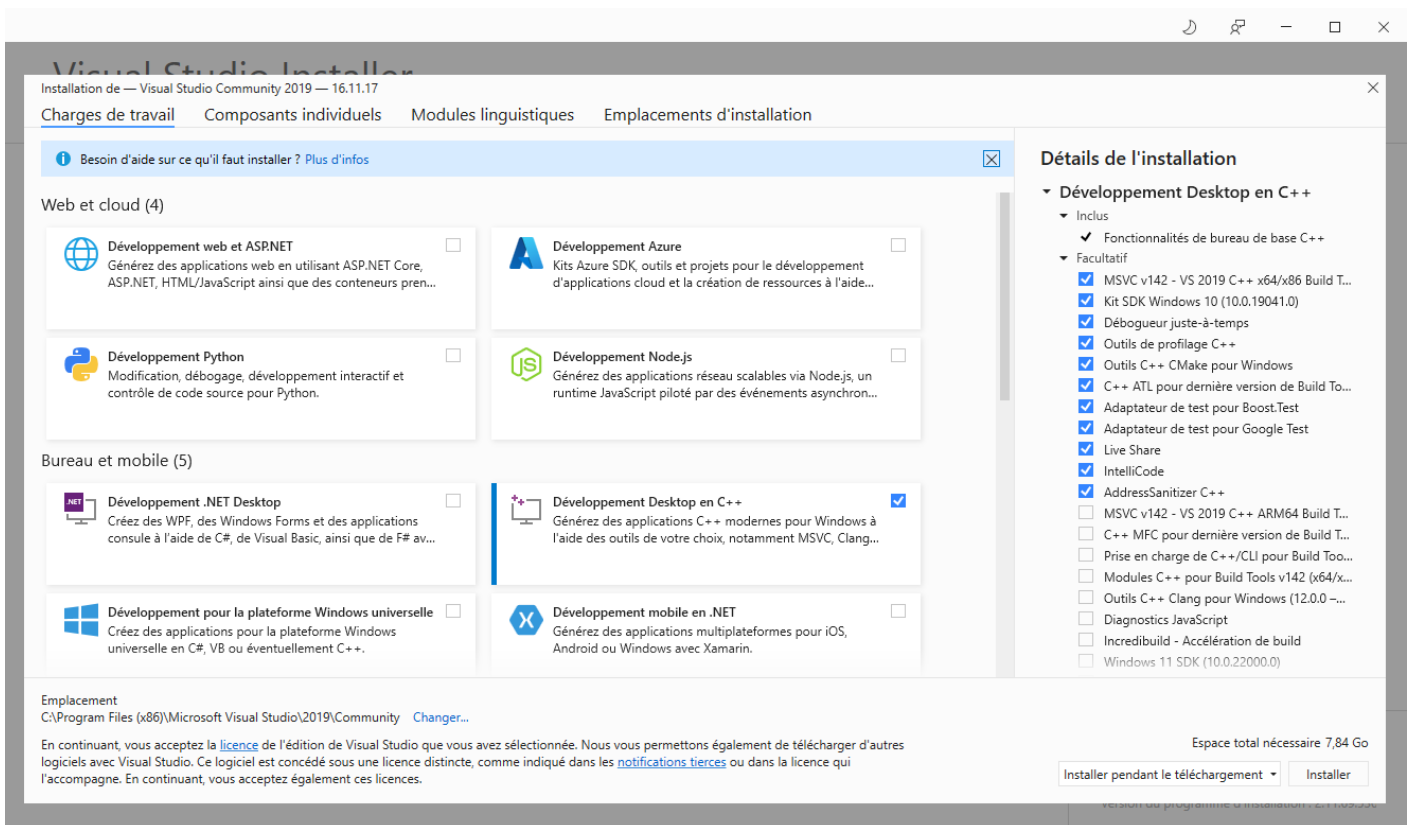 Visual Studio Installer
Installation de — Visual Studio Community 2019 — 16.11.17
Charges de travail Composants individuels Modules linguistiques Emplacements d'installation
Besoin d'aide sur ce qu'il faut installer ? Plus d'infos
Web et cloud (4)
Développement web et ASP.NET
Générez des applications web en utilisant ASP.NET Core,
ASP.NET, HTML/JavaScript ainsi que des conteneurs pren...
Développement Azure
Kits Azure SDK, outils et projets pour le développement
d'applications cloud et la création de ressources à l'aide...
Développement Python
Modification, débogage, développement interactif et
contrôle de code source pour Python.
JS
Développement Node.js
Générez des applications réseau scalables via Node.js, un
runtime JavaScript piloté par des événements asynchron...
Bureau et mobile (5)
.NET
Développement .NET Desktop
Créez des WPF, des Windows Forms et des applications
consule à l'aide de C#, de Visual Basic, ainsi que de F# av...
Développement Desktop en C++
Générez des applications C++ modernes pour Windows à
l'aide des outils de votre choix, notamment MSVC, Clang...
Développement pour la plateforme Windows universelle
Créez des applications pour la plateforme Windows
universelle en C#, VB ou éventuellement C++.
Développement mobile en .NET
Générez des applications multiplateformes pour iOS,
Android ou Windows avec Xamarin.
Détails de l'installation
Développement Desktop en C++
Inclus
Fonctionnalités de bureau de base C++
Facultatif
MSVC v142 - VS 2019 C++ x64/x86 Build T...
Kit SDK Windows 10 (10.0.19041.0)
Débogueur juste-à-temps
Outils de profilage C++
Outils C++ CMake pour Windows
C++ ATL pour dernière version de Build To...
Adaptateur de test pour Boost.Test
Adaptateur de test pour Google Test
Live Share
IntelliCode
AddressSanitizer C++
MSVC v142 - VS 2019 C++ ARM64 Build T...
C++ MFC pour dernière version de Build T...
Prise en charge de C++/CLI pour Build Too...
Modules C++ pour Build Tools v142 (x64/x...
Outils C++ Clang pour Windows (12.0.0 –...
Diagnostics JavaScript
Incredibuild - Accélération de build
Windows 11 SDK (10.0.22000.0)
Emplacement
C:\Program Files (x86)\Microsoft Visual Studio\2019\Community Changer...
En continuant, vous acceptez la licence de l'édition de Visual Studio que vous avez sélectionnée. Nous vous permettons également de télécharger d'autres
logiciels avec Visual Studio. Ce logiciel est concédé sous une licence distincte, comme indiqué dans les notifications tierces ou dans la licence qui
l'accompagne. En continuant, vous acceptez également ces licences.
Espace total nécessaire 7,84 Go
Installer pendant le téléchargement Installer